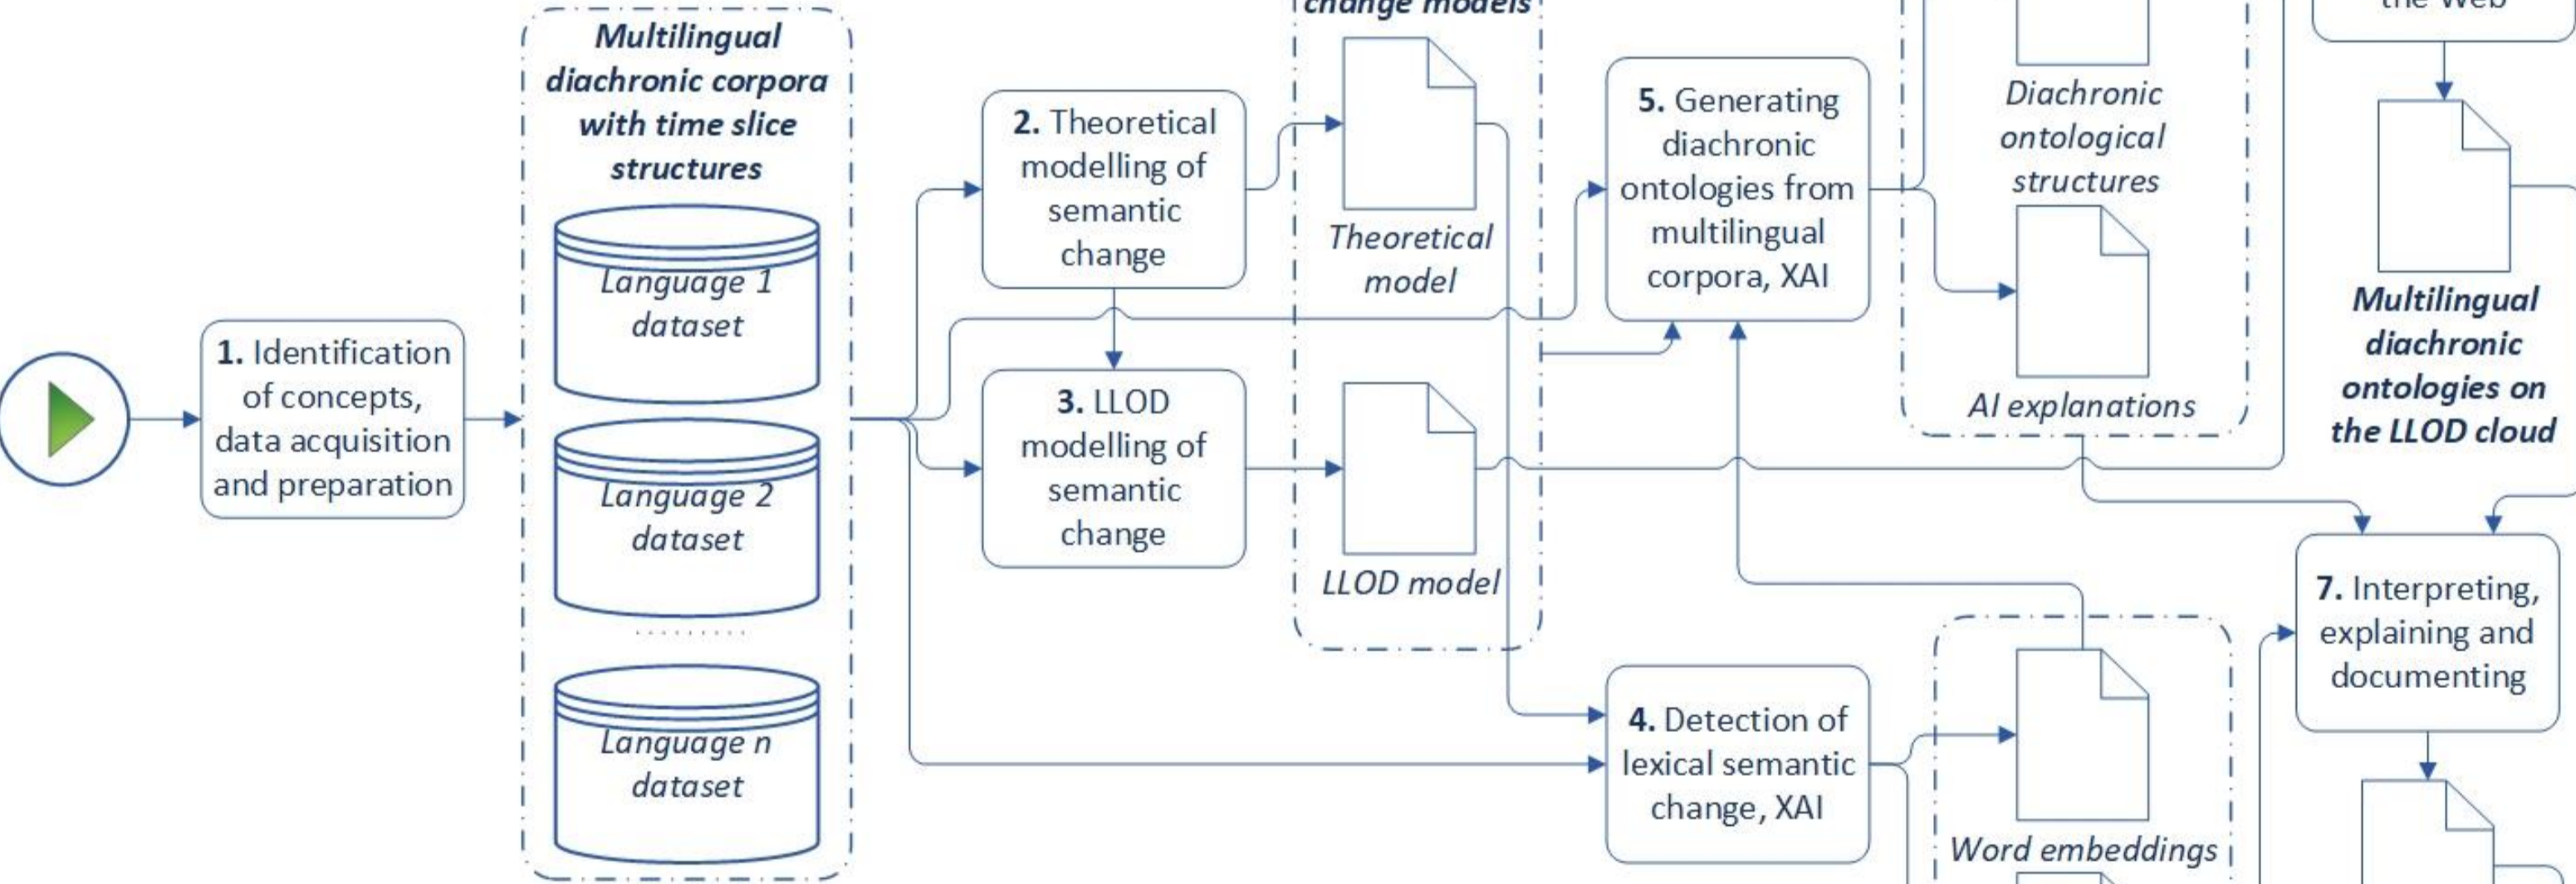 1. Identification
of concepts,
data acquisition
and preparation
Multilingual
diachronic corpora
with time slice
structures
Language 1
dataset
Language 2
dataset
.......
Language n
dataset
2. Theoretical
modelling of
semantic
change
3. LLOD
modelling of
semantic
change
change models
Theoretical
model
LLOD model
5. Generating
diachronic
ontologies from
multilingual
corpora, XAI
4. Detection of
lexical semantic
change, XAI
Diachronic
ontological
structures
AI explanations
Word embeddings
the Web
Multilingual
diachronic
ontologies on
the LLOD cloud
7. Interpreting,
explaining and
documenting